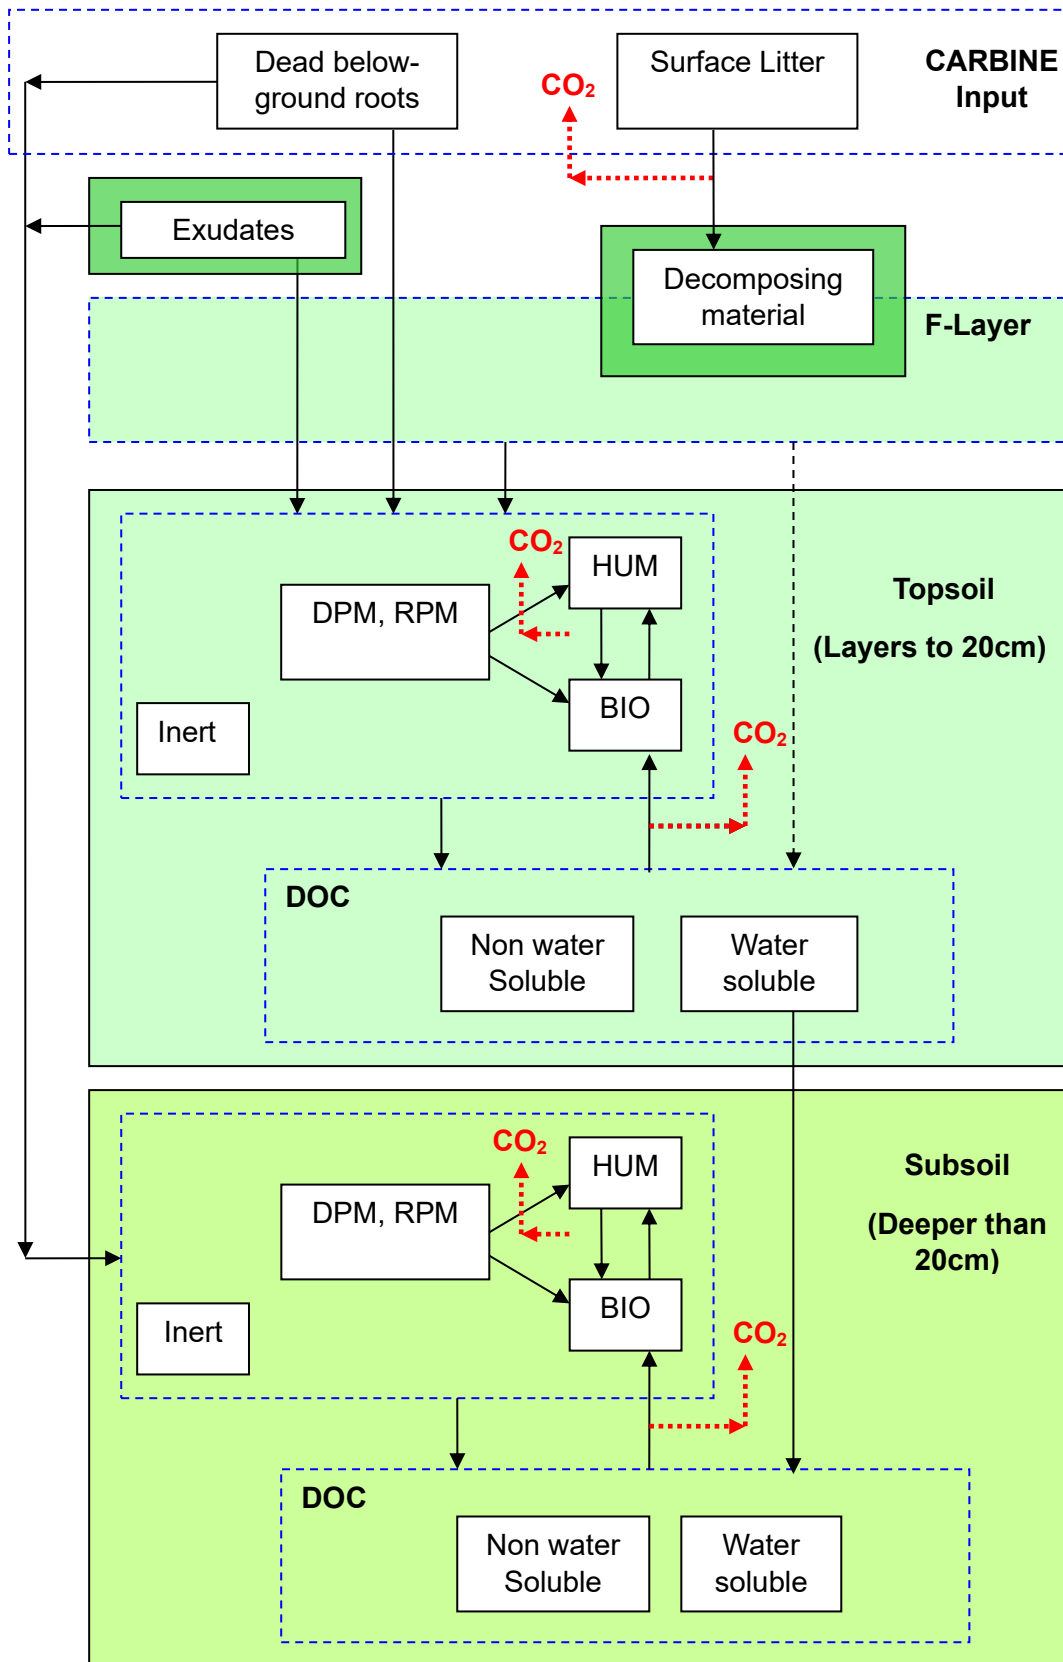 Dead below-
ground roots
Surface Litter
CARBINE
Input
CO₂
Exudates
Decomposing
material
F-Layer
CO₂
HUM
DPM, RPM
Topsoil
(Layers to 20cm)
BIO
Inert
CO₂
DOC
Non water
Soluble
Water
soluble
CO₂
HUM
DPM, RPM
Subsoil
(Deeper than
20cm)
BIO
Inert
CO₂
DOC
Non water
Soluble
Water
soluble